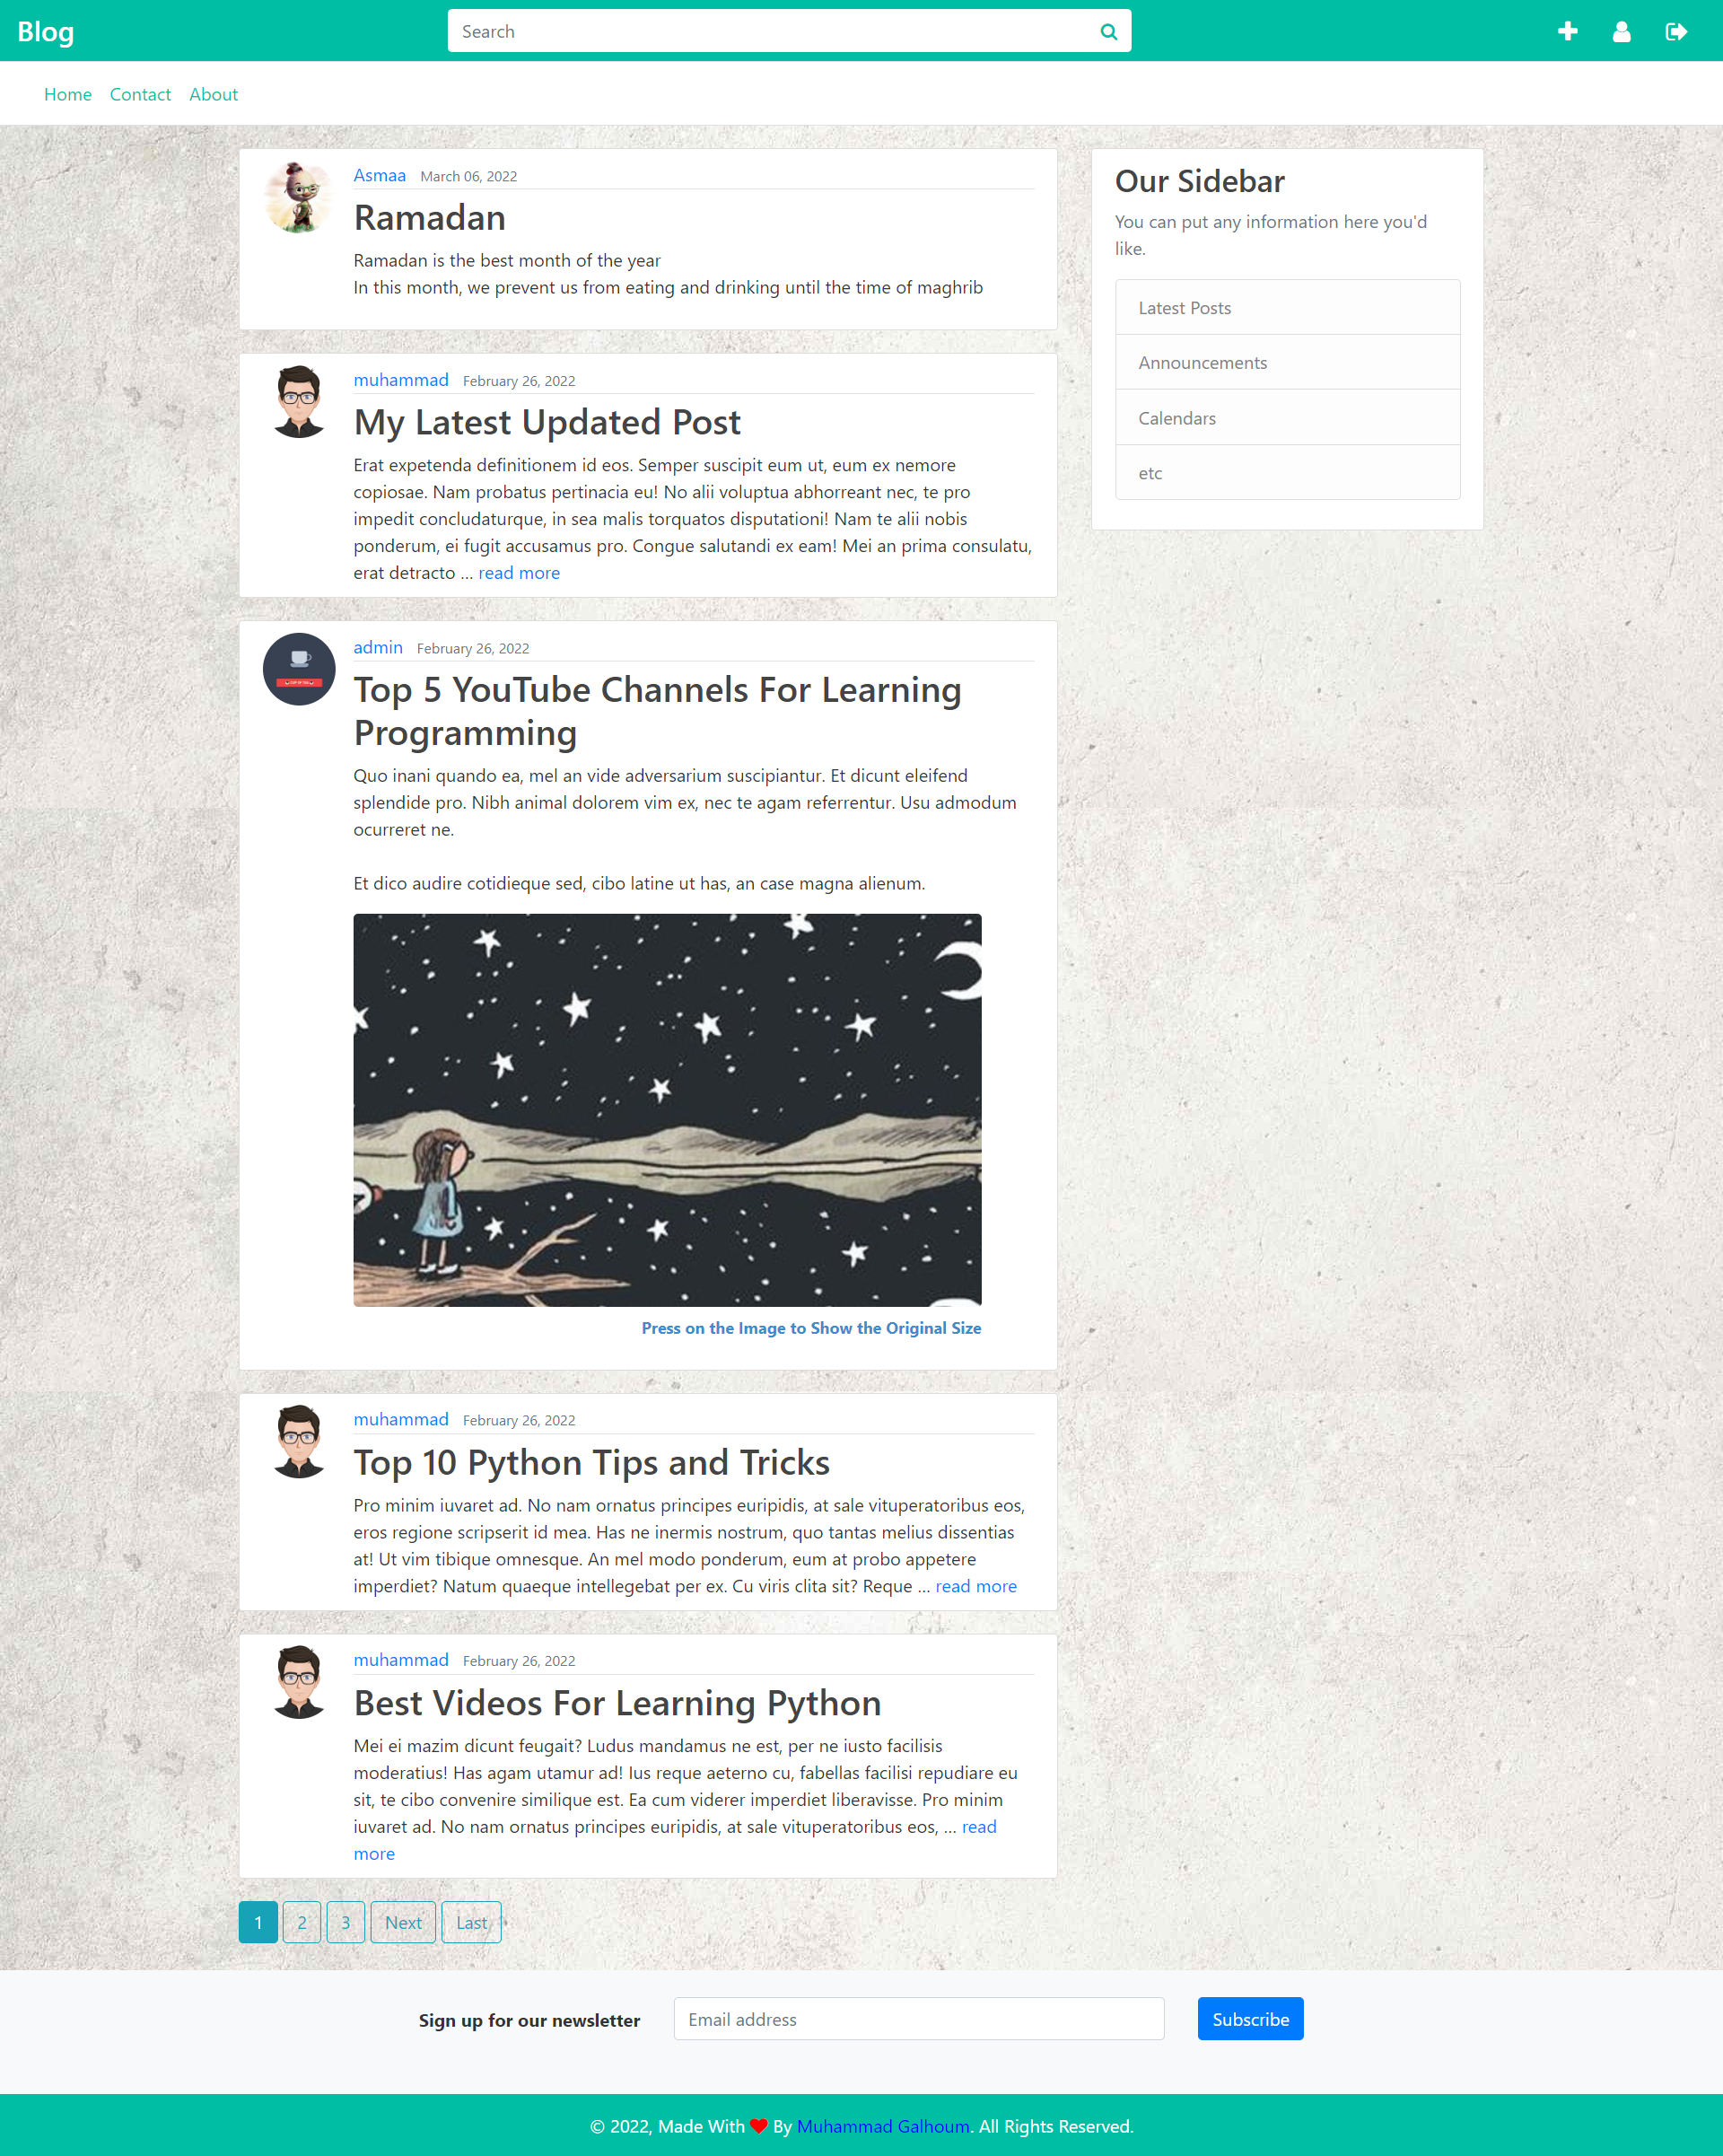 Blog
Search
Home Contact About
Asmaa March 06, 2022
Ramadan
Ramadan is the best month of the year
In this month, we prevent us from eating and drinking until the time of maghrib
muhammad February 26, 2022
My Latest Updated Post
Erat expetenda definitionem id eos. Semper suscipit eum ut, eum ex nemore
copiosae. Nam probatus pertinacia eu! No alii voluptua abhorreant nec, te pro
impedit concludaturque, in sea malis torquatos disputationi! Nam te alii nobis
ponderum, ei fugit accusamus pro. Congue salutandi ex eam! Mei an prima consulatu,
erat detracto ... read more
admin February 26, 2022
Top 5 YouTube Channels For Learning
Programming
Quo inani quando ea, mel an vide adversarium suscipiantur. Et dicunt eleifend
splendide pro. Nibh animal dolorem vim ex, nec te agam referrentur. Usu admodum
ocurreret ne.
Et dico audire cotidieque sed, cibo latine ut has, an case magna alienum.
Press on the Image to Show the Original Size
muhammad February 26, 2022
Top 10 Python Tips and Tricks
Pro minim iuvaret ad. No nam ornatus principes euripidis, at sale vituperatoribus eos,
eros regione scripserit id mea. Has ne inermis nostrum, quo tantas melius dissentias
at! Ut vim tibique omnesque. An mel modo ponderum, eum at probo appetere
imperdiet? Natum quaeque intellegebat per ex. Cu viris clita sit? Reque ... read more
muhammad February 26, 2022
Best Videos For Learning Python
Mei ei mazim dicunt feugait? Ludus mandamus ne est, per ne iusto facilisis
moderatius! Has agam utamur ad! Ius reque aeterno cu, fabellas facilisi repudiare eu
sit, te cibo convenire similique est. Ea cum viderer imperdiet liberavisse. Pro minim
iuvaret ad. No nam ornatus principes euripidis, at sale vituperatoribus eos, ... read
more
1 2 3 Next Last
Our Sidebar
You can put any information here you'd
like.
Latest Posts
Announcements
Calendars
etc
Sign up for our newsletter Email address Subscribe
© 2022, Made With ❤ By Muhammad Galhoum. All Rights Reserved.